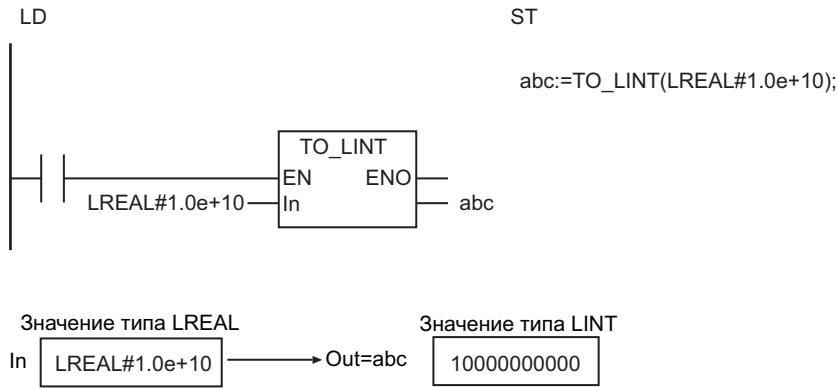 LD
ST
abc:=TO_LINT(LREAL#1.0e+10);
TO_LINT
EN ENO
LREAL#1.0e+10 In abc
Значение типа LREAL
Значение типа LINT
In LREAL#1.0e+10 Out=abc 10000000000